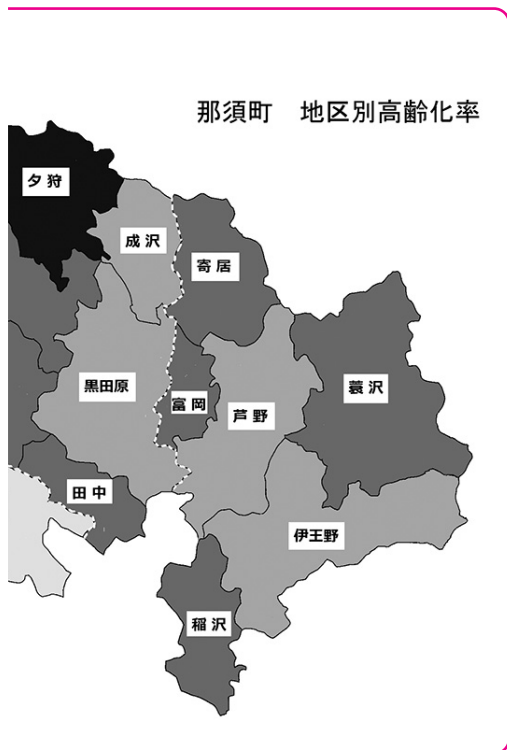 那須町　地区別高齢化率
夕狩
成沢
寄居
黒田原
富岡
芦野
蓑沢
田中
伊王野
稲沢